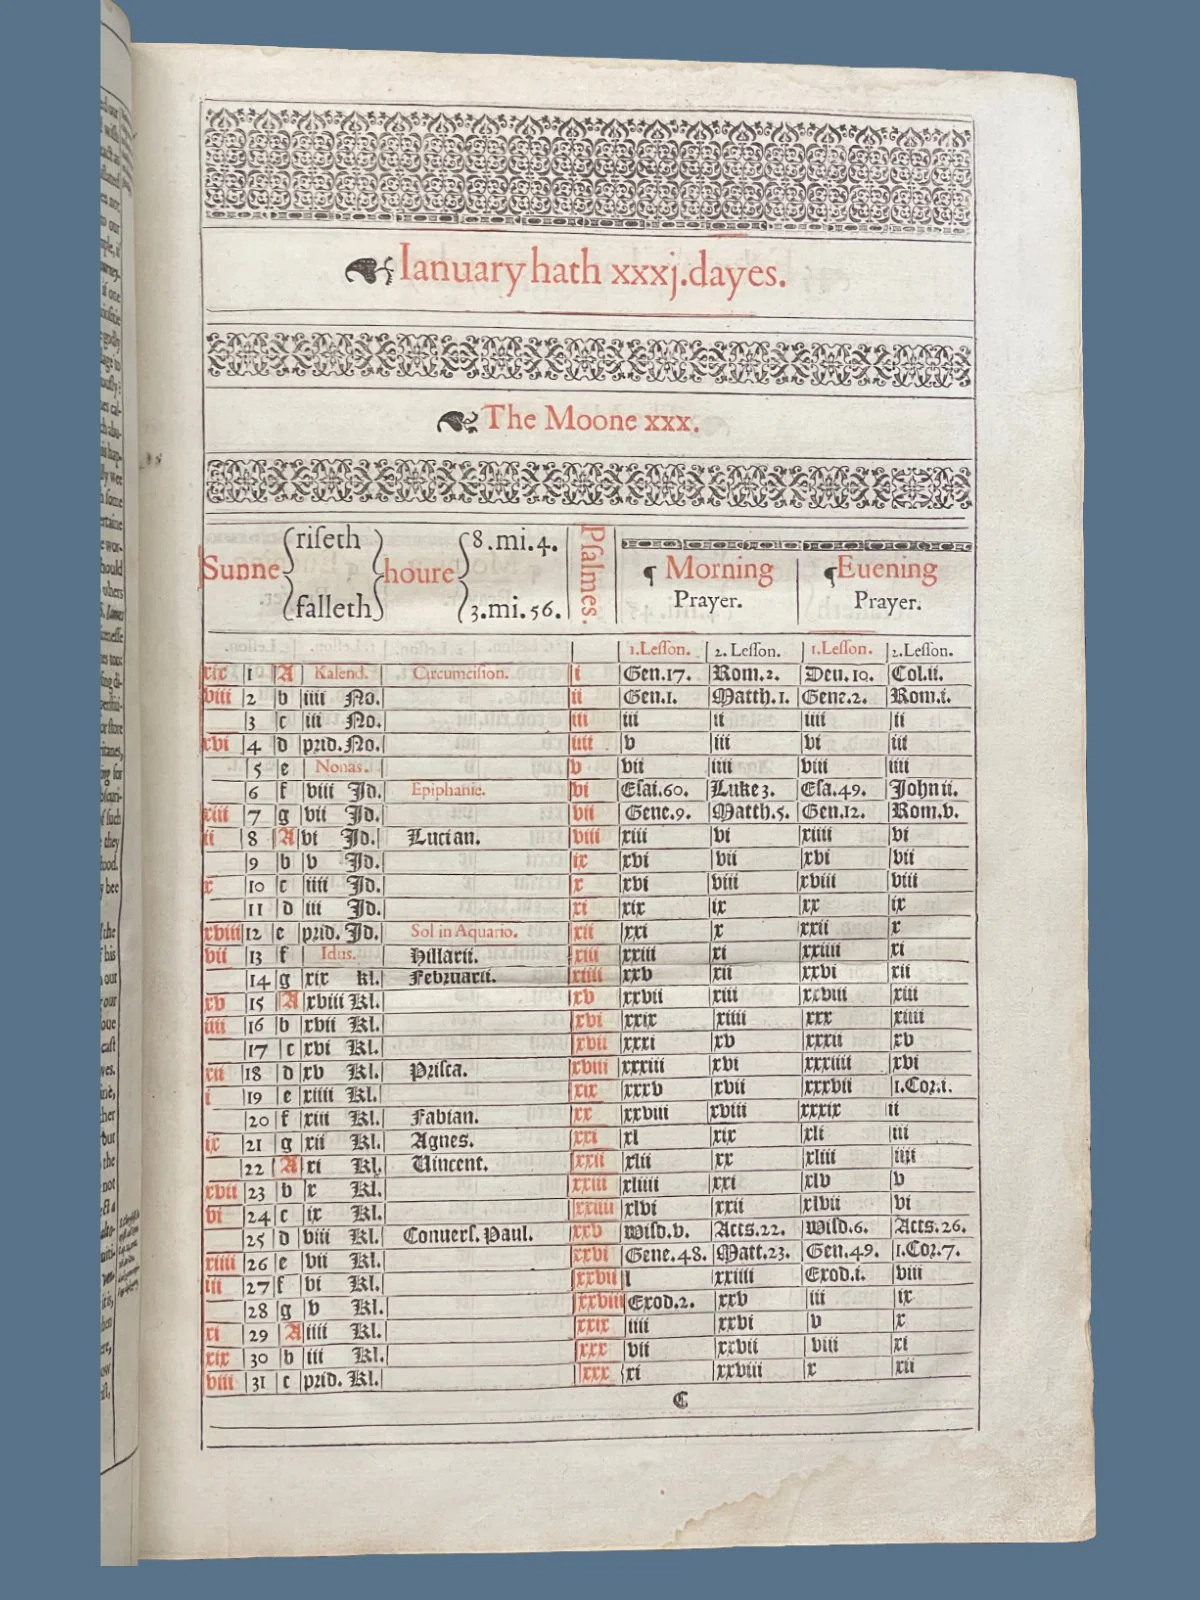 Ianuary hath xxxj.dayes.
The Moone xxx.
Sunne riſeth falleth houre 8.mi.4. 3.mi.56. Pſalmes. ¶ Morning Prayer. ¶ Euening Prayer.
1.Leſſon. 2.Leſſon. 1.Leſſon. 2.Leſſon.
xix 1 A Kalend. Circumciſion. i Gen.17. Rom.2. Deu.10. Col.ii.
viii 2 b iiii No. ii Gen.1. Matth.1. Gene.2. Rom.i.
3 c iii No. iii iii ii iiii ii
xvi 4 d prid.No. iiii v iii vi iii
5 e Nonas. v vii iiii viii iiii
6 f viii Id. Epiphanie. vi Eſai.60. Luke 3. Eſa.49. John ii.
xiii 7 g vii Id. vii Gene.9. Matth.5. Gen.12. Rom.v.
ii 8 A vi Id. Lucian. viii xiii vi xiiii vi
9 b v Id. ix xvi vii xvi vii
x 10 c iiii Id. x xvi viii xviii viii
11 d iii Id. xi xix ix xx ix
xviii 12 e prid. Id. Sol in Aquario. xii xxi x xxii x
vii 13 f Idus. Hillarii. xiii xxiii xi xxiiii xi
14 g xix kl. Februarii. xiiii xxv xii xxvi xii
xv 15 A xviii Kl. xv xxvii xiii xxviii xiii
iiii 16 b xvii Kl. xvi xxix xiiii xxx xiiii
17 c xvi Kl. xvii xxxi xv xxxii xv
xii 18 d xv Kl. Priſca. xviii xxxiii xvi xxxiiii xvi
i 19 e xiiii Kl. xix xxxv xvii xxxvii 1.Cor.i.
20 f xiii Kl. Fabian. xx xxxviii xviii xxxix ii
ix 21 g xii Kl. Agnes. xxi xl xix xli iii
22 A xi Kl. Vincent. xxii xlii xx xliii iiii
xvii 23 b x Kl. xxiii xliiii xxi xlv v
vi 24 c ix Kl. xxiiii xlvi xxii xlvii vi
25 d viii Kl. Converſ. Paul. xxv Wiſd.v. Acts.22. Wiſd.6. Acts.26.
xiiii 26 e vii Kl. xxvi Gene.48. Matt.23. Gen.49. 1.Cor.7.
iii 27 f vi Kl. xxvii l xxiiii Exod.i. viii
28 g v Kl. xxviii Exod.2. xxv iii ix
xi 29 A iiii Kl. xxix iiii xxvi v x
xix 30 b iii Kl. xxx vii xxvii viii xi
viii 31 c prid. Kl. xxx xi xxviii x xii
C